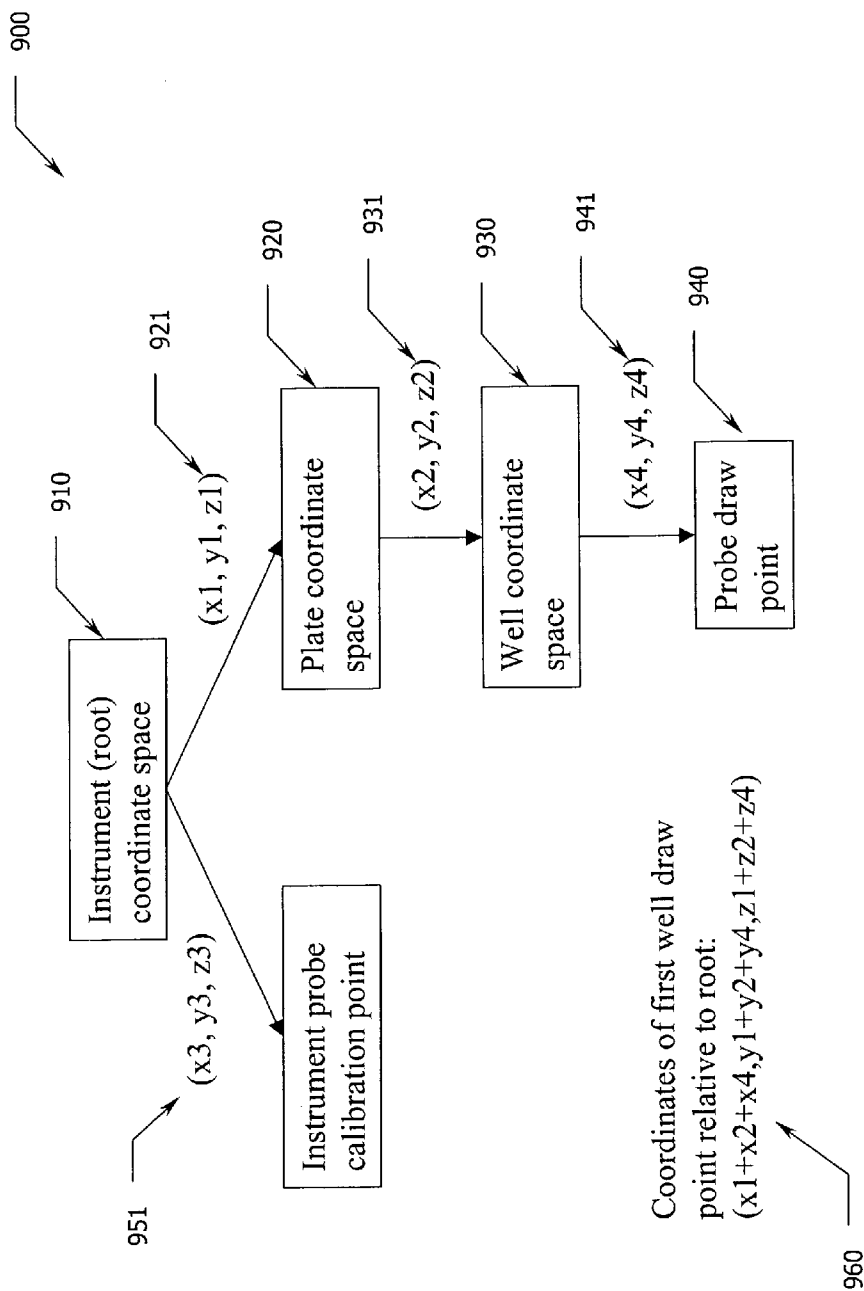 900
910
Instrument (root)
coordinate space
921
951
(x3, y3, z3)
(x1, y1, z1)
920
Instrument probe
calibration point
Plate coordinate
space
931
(x2, y2, z2)
930
Well coordinate
space
941
(x4, y4, z4)
940
Probe draw
point
Coordinates of first well draw
point relative to root:
(x1+x2+x4,y1+y2+y4,z1+z2+z4)
960